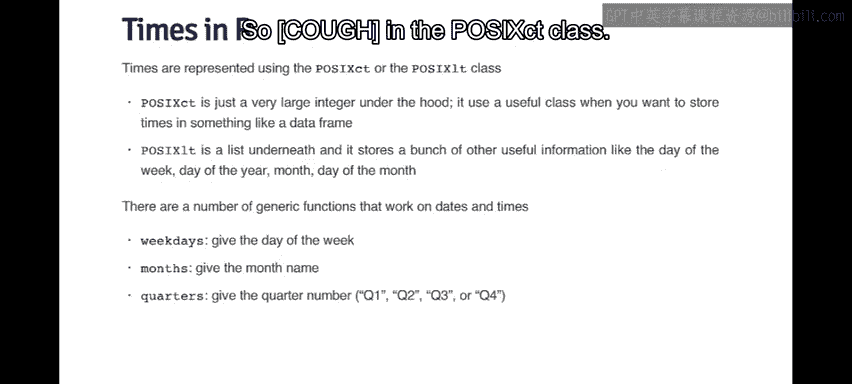 GPT中英字幕课程资源@bilibili.com
Times in
So [COUGH] in the POSIXct class.
Times are represented using the POSIXct or the POSIXlt class
· POSIXct is just a very large integer under the hood; it use a useful class when you want to store
times in something like a data frame
· POSIXlt is a list underneath and it stores a bunch of other useful information like the day of the
week, day of the year, month, day of the month
There are a number of generic functions that work on dates and times
· weekdays: give the day of the week
· months: give the month name
· quarters: give the quarter number (“Q1”, “Q2”, “Q3”, or “Q4”)